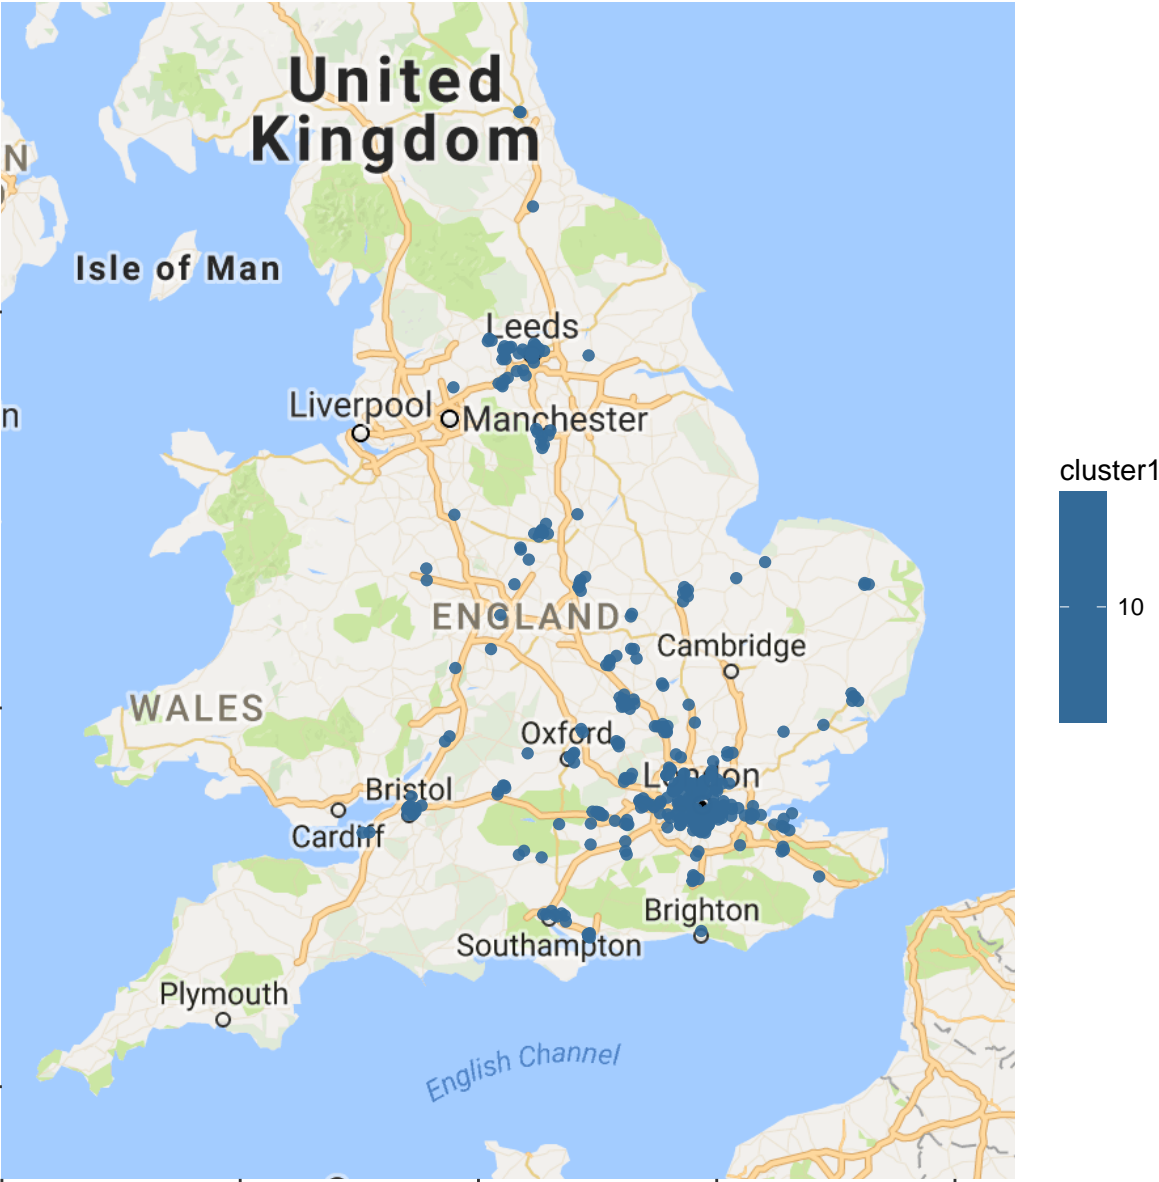 United
Kingdom
N
Isle of Man
Leeds
Liverpool
Manchester
n
ENGLAND
Cambridge
WALES
Oxford
London
Bristol
Cardiff
Brighton
Southampton
Plymouth
English Channel
cluster1
10